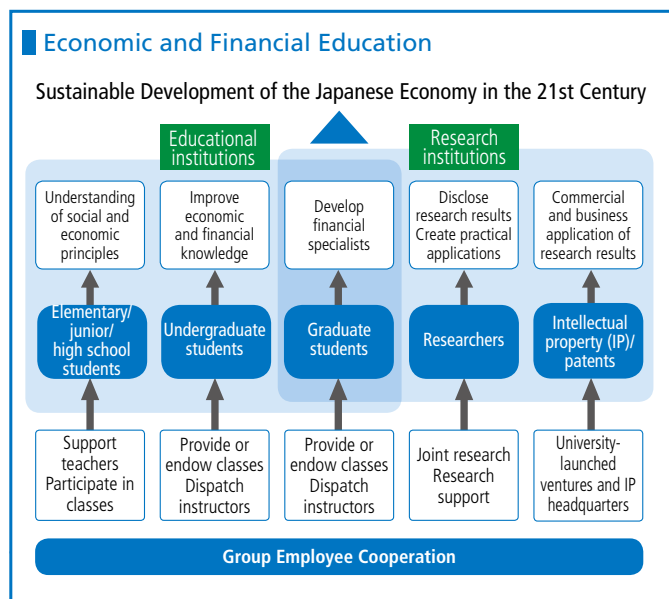 Economic and Financial Education
Sustainable Development of the Japanese Economy in the 21st Century
Educational
institutions
Research
institutions
Understanding
of social and
economic
principles
Improve
economic
and financial
knowledge
Develop
financial
specialists
Disclose
research results
Create practical
applications
Commercial
and business
application of
research results
Elementary/
junior/
high school
students
Undergraduate
students
Graduate
students
Researchers
Intellectual
property (IP)/
patents
Support
teachers
Participate in
classes
Provide or
endow classes
Dispatch
instructors
Provide or
endow classes
Dispatch
instructors
Joint research
Research
support
University-
launched
ventures and IP
headquarters
Group Employee Cooperation